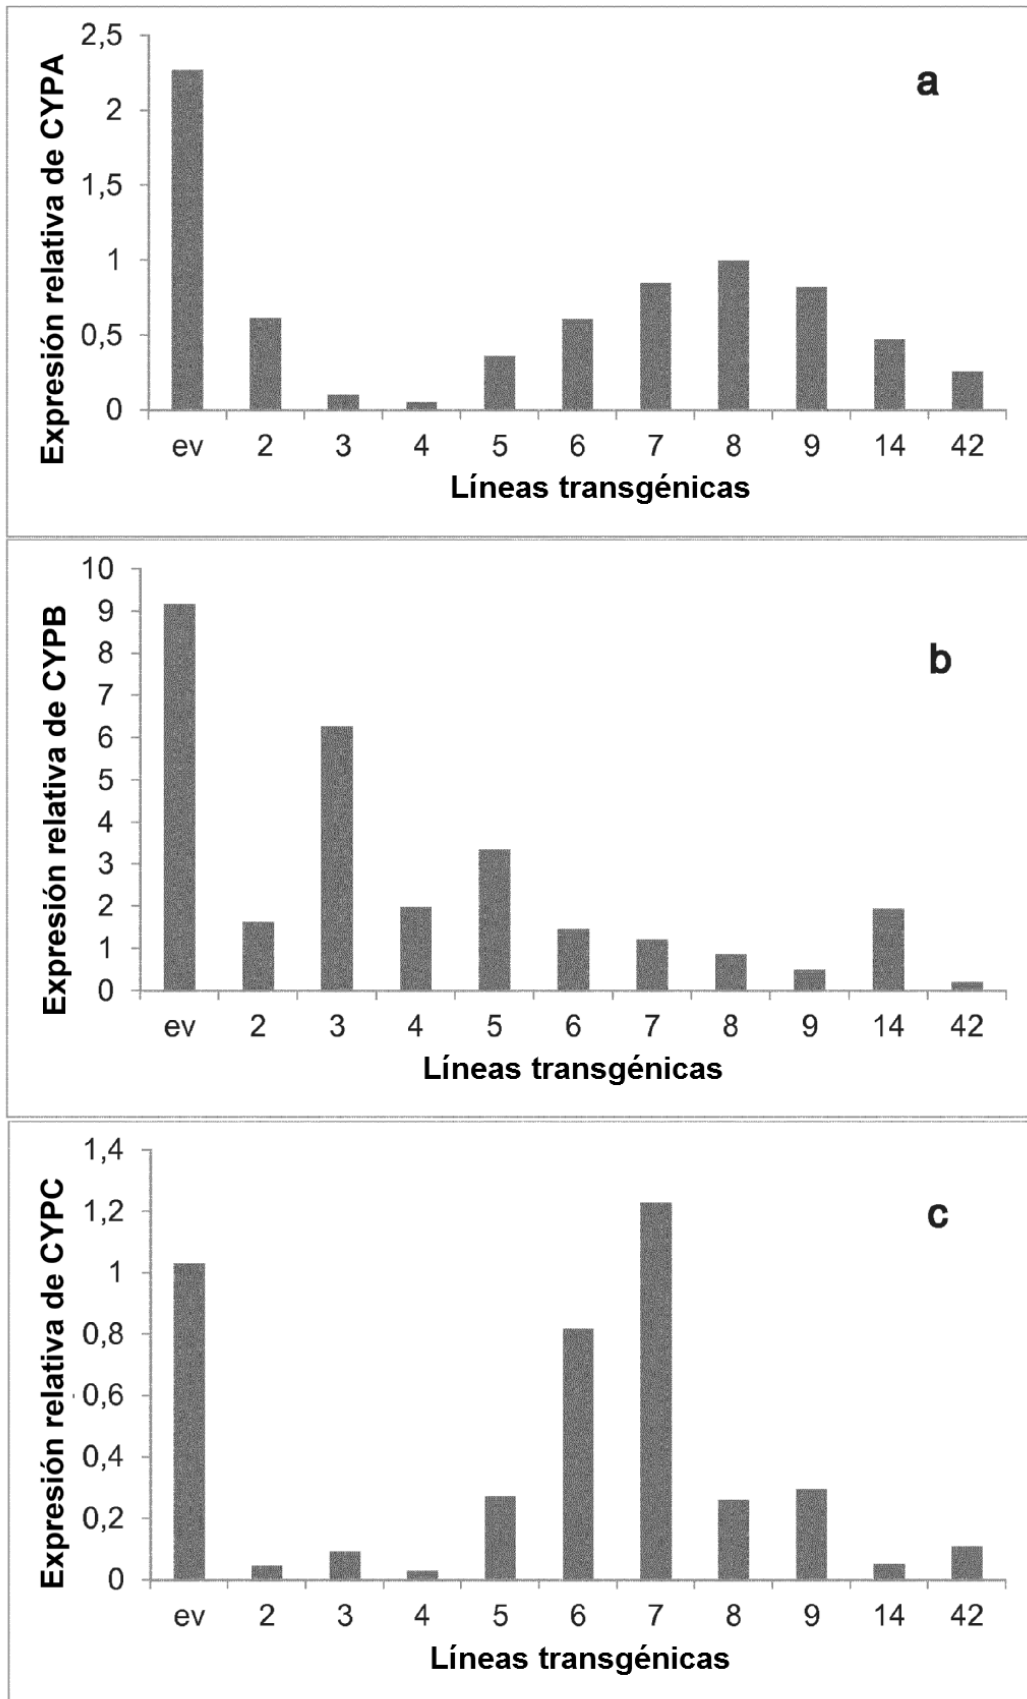 Expresión relativa de CYPA
2,5
2
1,5
1
0,5
0
a
ev 2 3 4 5 6 7 8 9 14 42
Líneas transgénicas
Expresión relativa de CYPB
10
9
8
7
6
5
4
3
2
1
0
b
ev 2 3 4 5 6 7 8 9 14 42
Líneas transgénicas
Expresión relativa de CYPC
1,4
1,2
1
0,8
0,6
0,4
0,2
0
c
ev 2 3 4 5 6 7 8 9 14 42
Líneas transgénicas